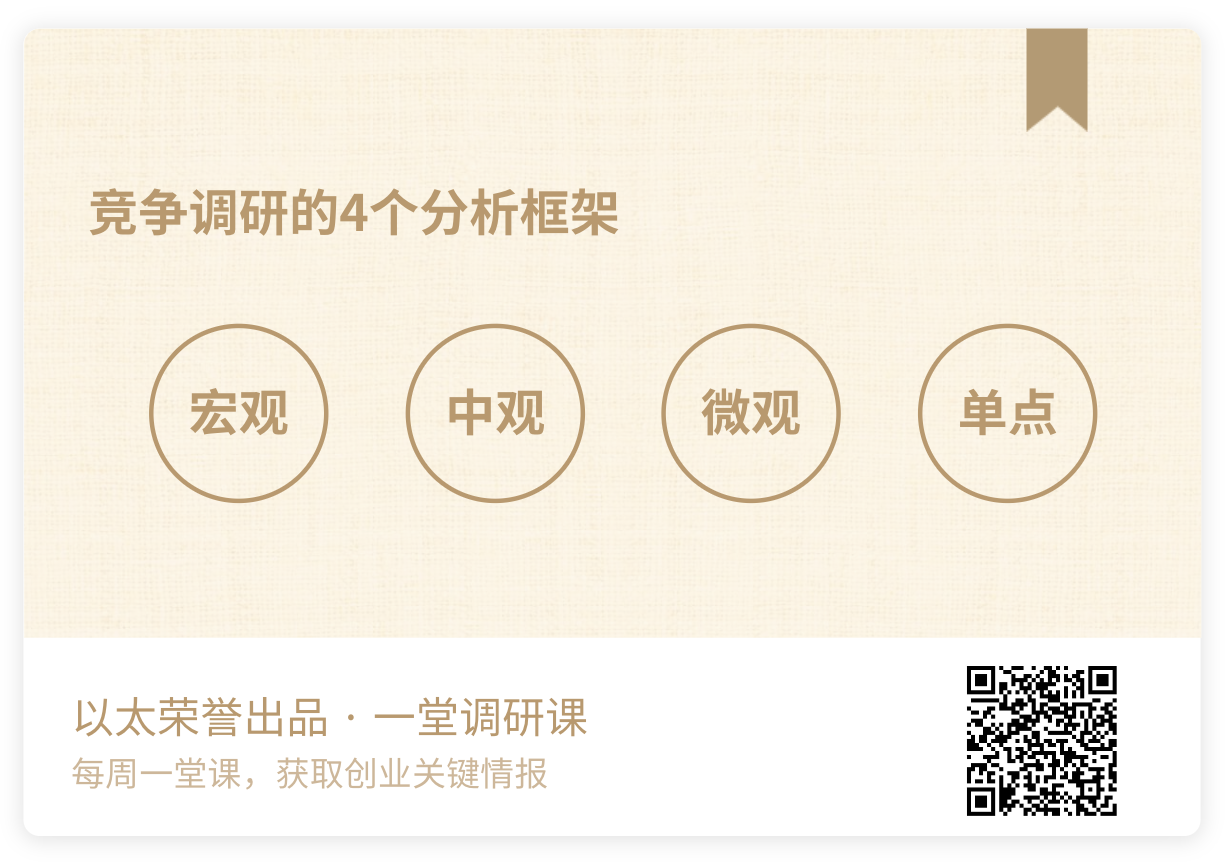 竞争调研的4个分析框架
宏观 中观 微观 单点
以太荣誉出品 · 一堂调研课
每周一堂课，获取创业关键情报